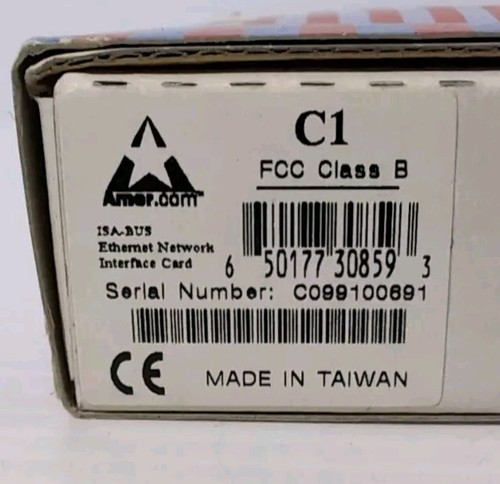 C1
FCC Class B
Amer.com™
ISA-BUS
Ethernet Network
Interface Card
6 50177 30859 3
Serial Number: C099100691
CE
MADE IN TAIWAN